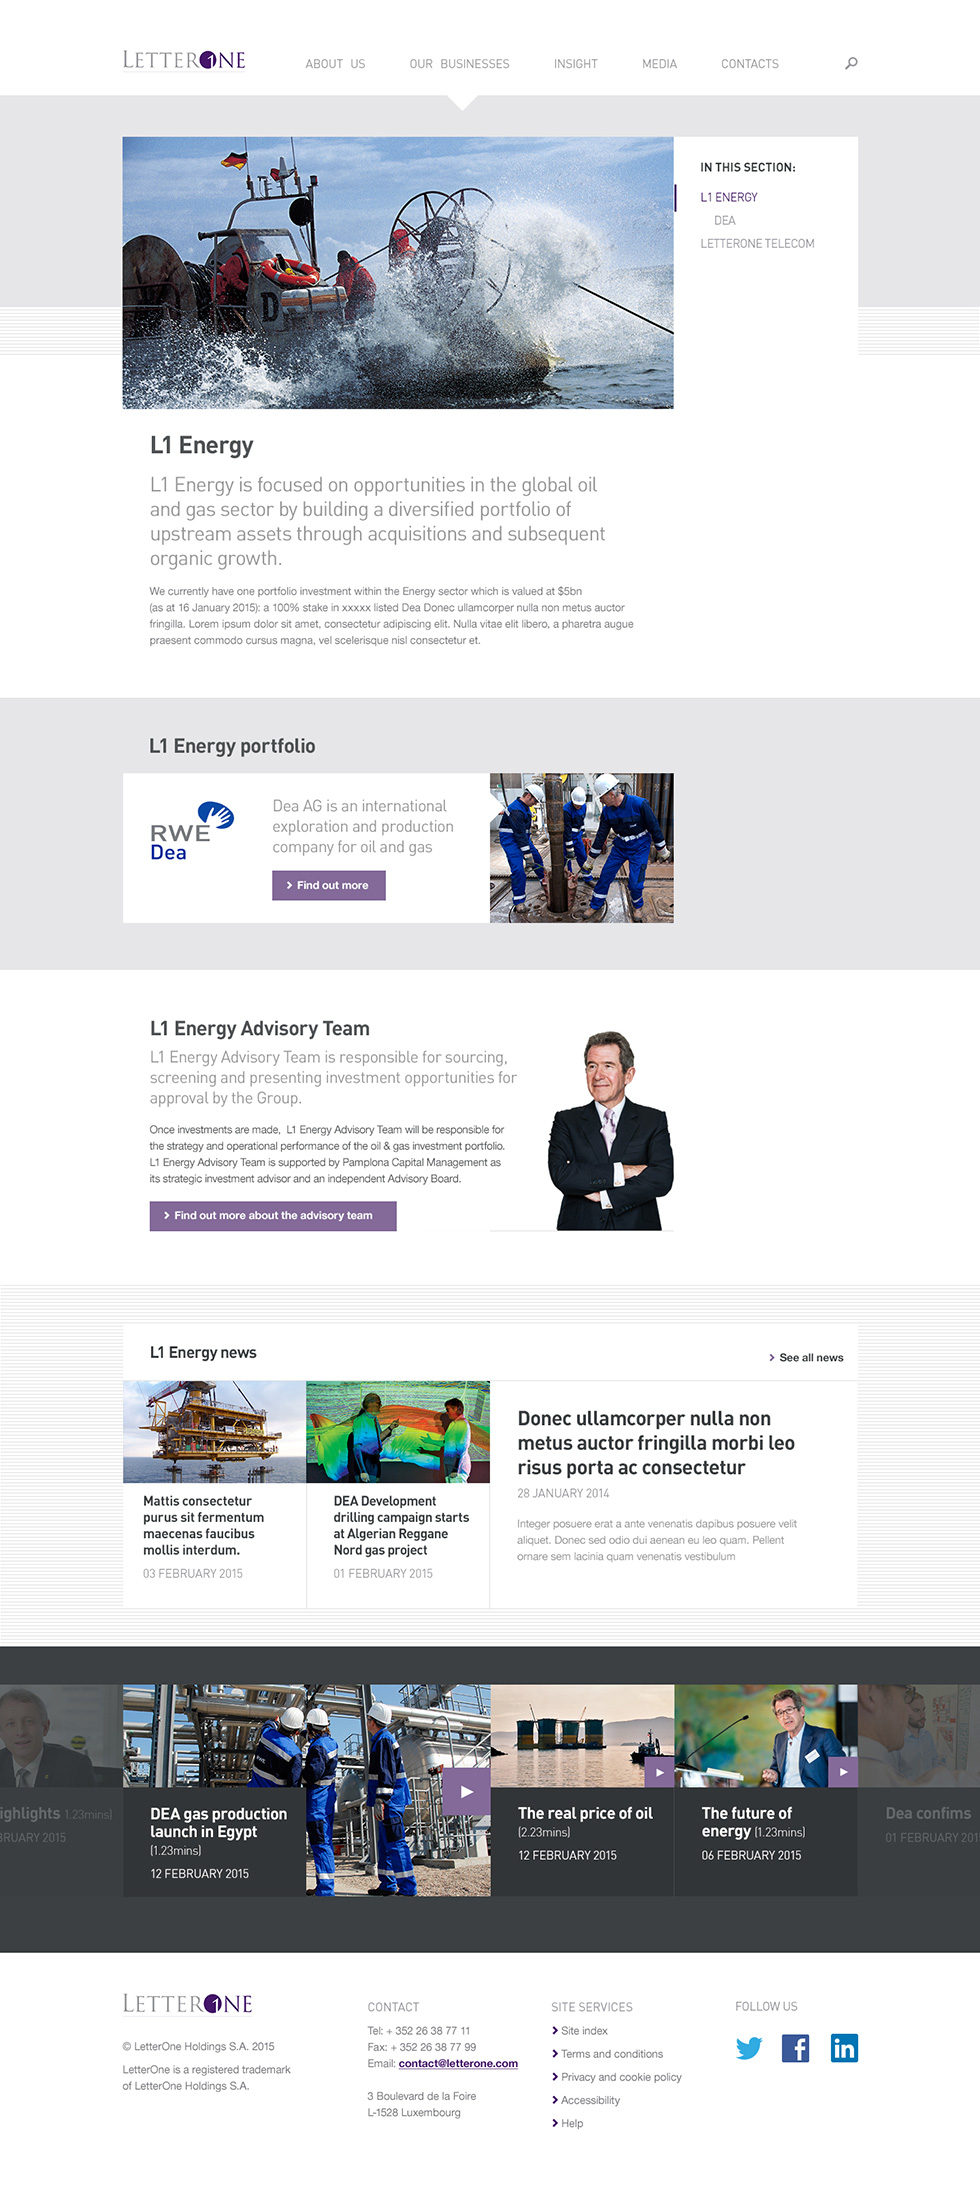 LETTERONE
ABOUT US
OUR BUSINESSES
INSIGHT
MEDIA
CONTACTS
D
IN THIS SECTION:
L1 ENERGY
DEA
LETTERONE TELECOM
L1 Energy
L1 Energy is focused on opportunities in the global oil
and gas sector by building a diversified portfolio of
upstream assets through acquisitions and subsequent
organic growth.
We currently have one portfolio investment within the Energy sector which is valued at $5bn
(as at 16 January 2015): a 100% stake in xxxxx listed Dea Donec ullamcorper nulla non metus auctor
fringilla. Lorem ipsum dolor sit amet, consectetur adipiscing elit. Nulla vitae elit libero, a pharetra augue
praesent commodo cursus magna, vel scelerisque nisl consectetur et.
L1 Energy portfolio
RWE
Dea
Dea AG is an international
exploration and production
company for oil and gas
Find out more
L1 Energy Advisory Team
L1 Energy Advisory Team is responsible for sourcing,
screening and presenting investment opportunities for
approval by the Group.
Once investments are made, L1 Energy Advisory Team will be responsible for
the strategy and operational performance of the oil & gas investment portfolio.
L1 Energy Advisory Team is supported by Pamplona Capital Management as
its strategic investment advisor and an independent Advisory Board.
Find out more about the advisory team
L1 Energy news
See all news
Mattis consectetur
purus sit fermentum
maecenas faucibus
mollis interdum.
03 FEBRUARY 2015
DEA Development
drilling campaign starts
at Algerian Reggane
Nord gas project
01 FEBRUARY 2015
Donec ullamcorper nulla non
metus auctor fringilla morbi leo
risus porta ac consectetur
28 JANUARY 2014
Integer posuere erat a ante venenatis dapibus posuere velit
aliquet. Donec sed odio dui aenean eu leo quam. Pellent
ornare sem lacinia quam venenatis vestibulum
ighlights 1.23mins)
BRUARY 2015
DEA gas production
launch in Egypt
(1.23mins)
12 FEBRUARY 2015
The real price of oil
(2.23mins)
12 FEBRUARY 2015
The future of
energy (1.23mins)
06 FEBRUARY 2015
Dea confims
01 FEBRUARY 201
LETTERONE
© LetterOne Holdings S.A. 2015
LetterOne is a registered trademark
of LetterOne Holdings S.A.
CONTACT
Tel: + 352 26 38 77 11
Fax: + 352 26 38 77 99
Email: contact@letterone.com
3 Boulevard de la Foire
L-1528 Luxembourg
SITE SERVICES
Site index
Terms and conditions
Privacy and cookie policy
Accessibility
Help
FOLLOW US
f
in